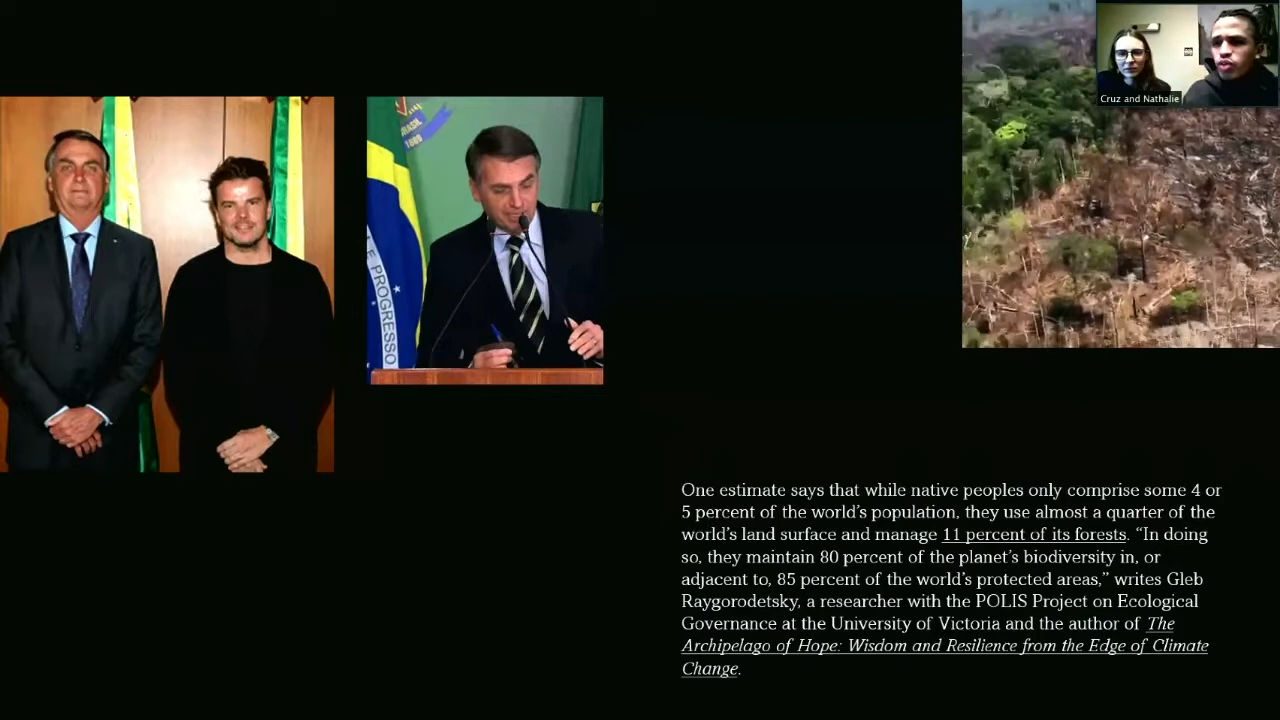 BRASIL
1889
E PROGRESSO
Cruz and Nathalie
One estimate says that while native peoples only comprise some 4 or
5 percent of the world’s population, they use almost a quarter of the
world’s land surface and manage 11 percent of its forests. “In doing
so, they maintain 80 percent of the planet’s biodiversity in, or
adjacent to, 85 percent of the world’s protected areas,” writes Gleb
Raygorodetsky, a researcher with the POLIS Project on Ecological
Governance at the University of Victoria and the author of The
Archipelago of Hope: Wisdom and Resilience from the Edge of Climate
Change.